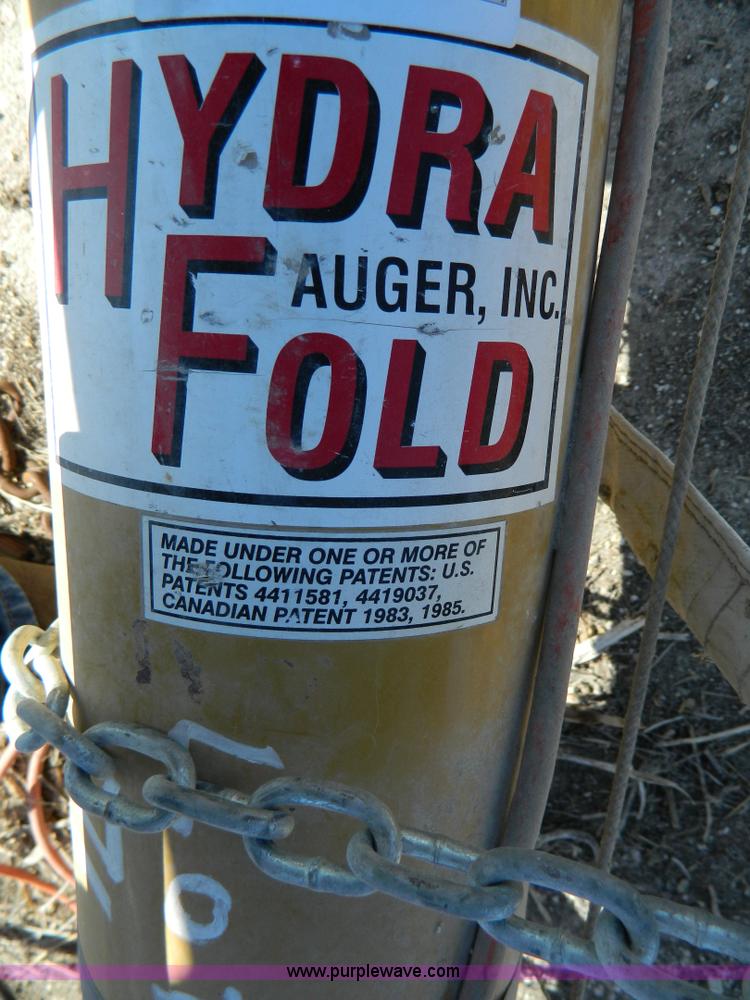 HYDRA
AUGER, INC.
FOLD
MADE UNDER ONE OR MORE OF
THE FOLLOWING PATENTS: U.S.
PATENTS 4411581, 4419037,
CANADIAN PATENT 1983, 1985.
www.purplewave.com